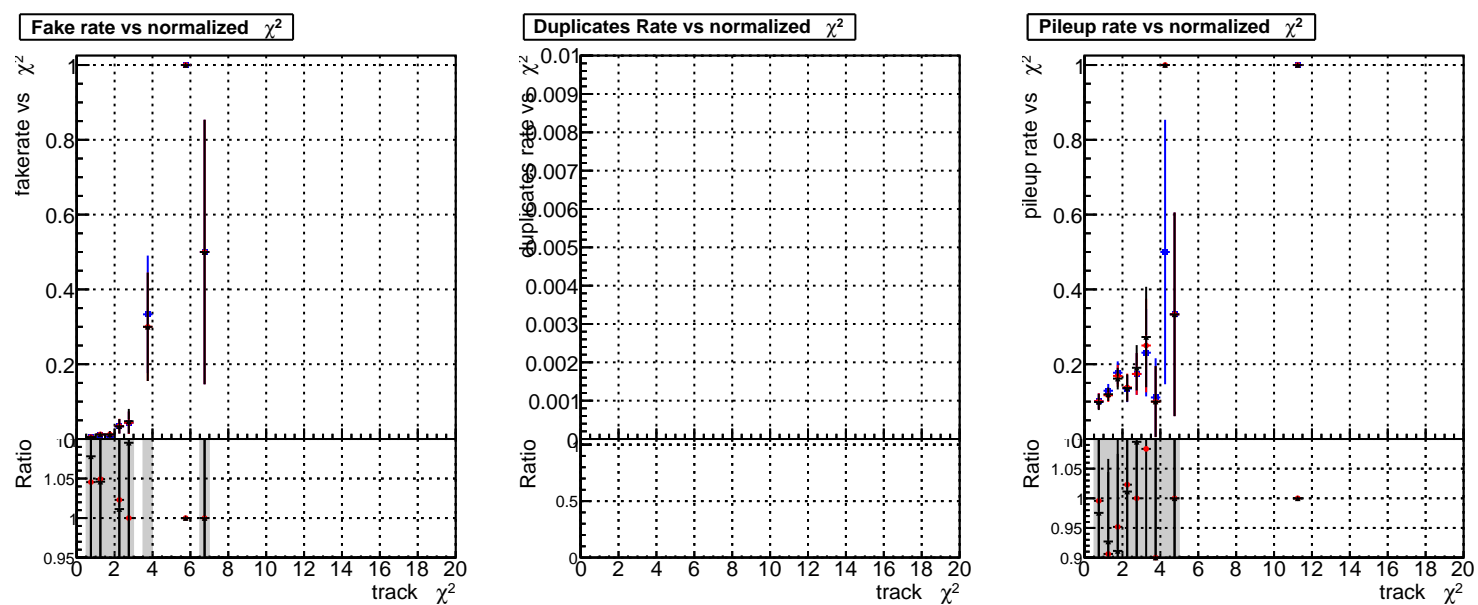 Fake rate vs normalized χ²
fakerate vs χ²
1
0.8
0.6
0.4
0.2
0
Ratio
1.05
1
0.95
0 2 4 6 8 10 12 14 16 18 20
track χ²
Duplicates Rate vs normalized χ²
duplicates rate vs χ²
0.01
0.009
0.008
0.007
0.006
0.005
0.004
0.003
0.002
0.001
0
Ratio
1
0.5
0
0 2 4 6 8 10 12 14 16 18 20
track χ²
Pileup rate vs normalized χ²
pileup rate vs χ²
1
0.8
0.6
0.4
0.2
0
Ratio
1.05
1
0.95
0.9
0 2 4 6 8 10 12 14 16 18 20
track χ²